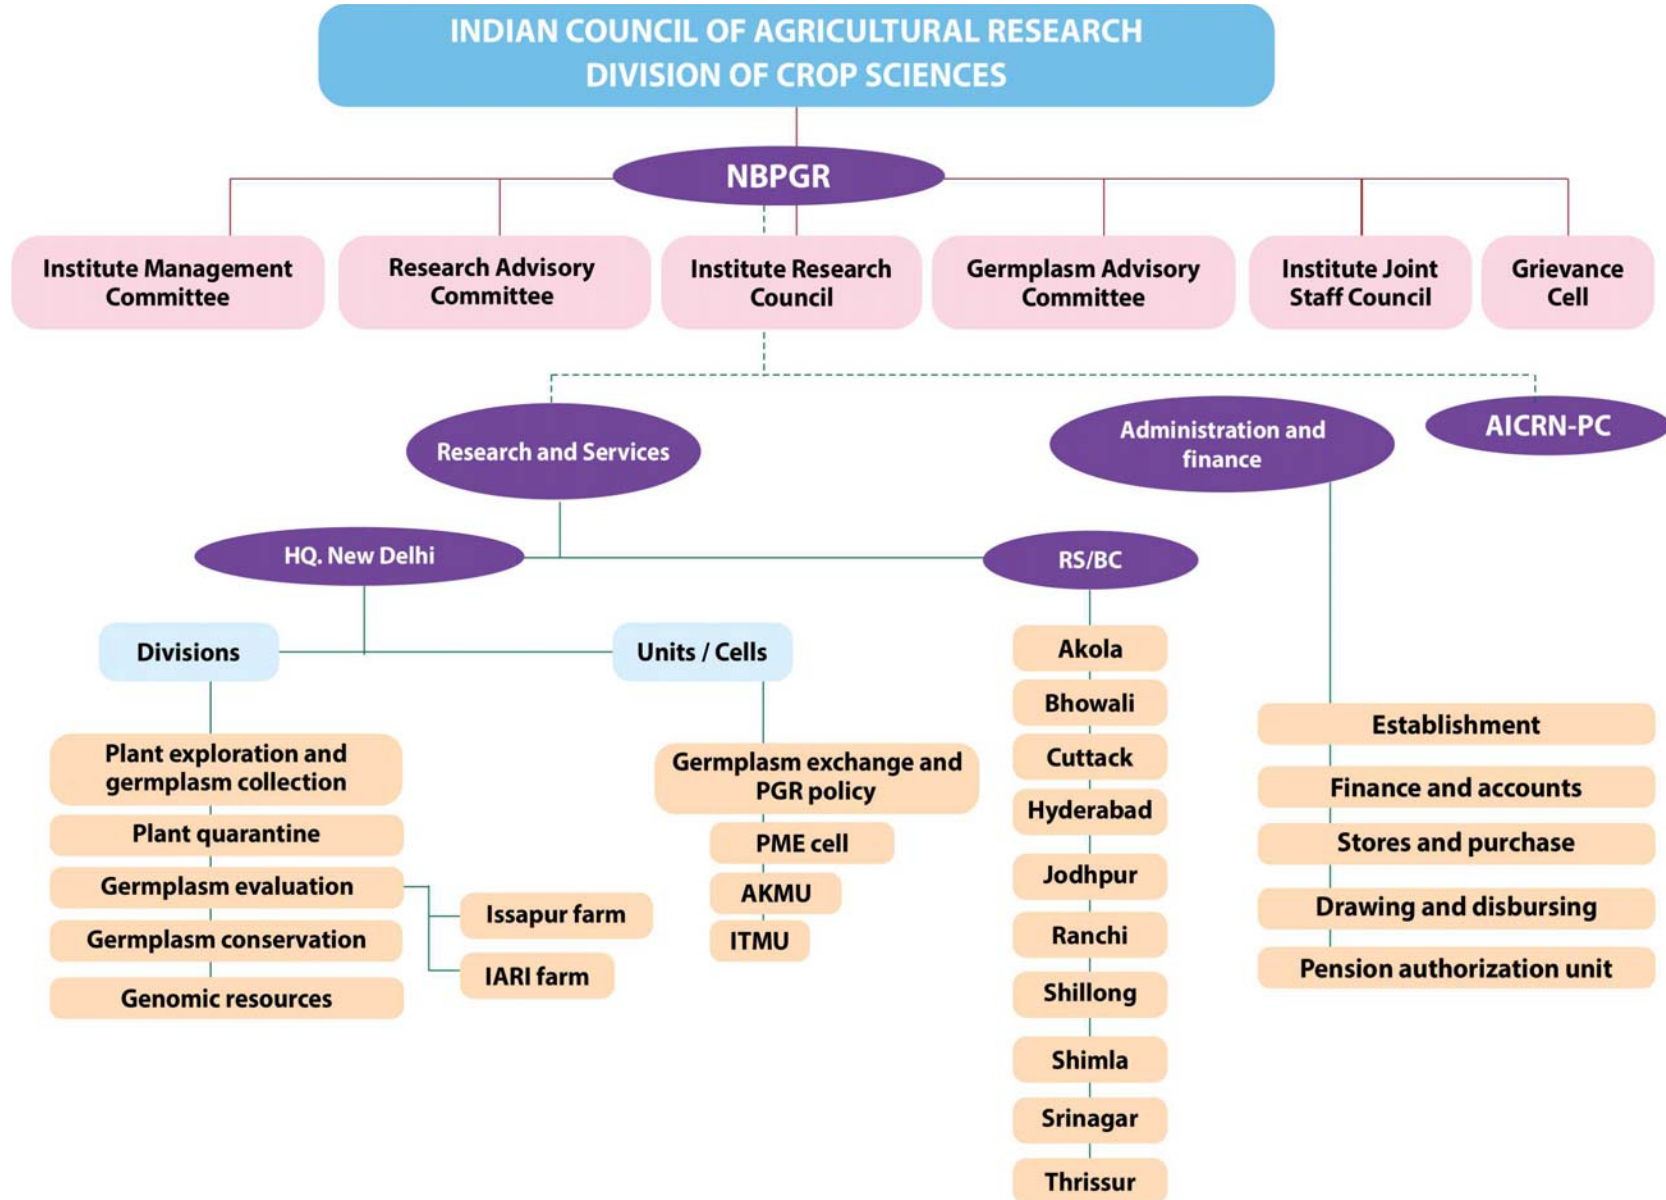 INDIAN COUNCIL OF AGRICULTURAL RESEARCH
DIVISION OF CROP SCIENCES
NBPGR
Institute Management
Committee
Research Advisory
Committee
Institute Research
Council
Germplasm Advisory
Committee
Institute Joint
Staff Council
Grievance
Cell
Research and Services
Administration and
finance
AICRN-PC
HQ. New Delhi
RS/BC
Divisions
Units / Cells
Plant exploration and
germplasm collection
Plant quarantine
Germplasm evaluation
Germplasm conservation
Genomic resources
Issapur farm
IARI farm
Germplasm exchange and
PGR policy
PME cell
AKMU
ITMU
Akola
Bhowali
Cuttack
Hyderabad
Jodhpur
Ranchi
Shillong
Shimla
Srinagar
Thrissur
Establishment
Finance and accounts
Stores and purchase
Drawing and disbursing
Pension authorization unit